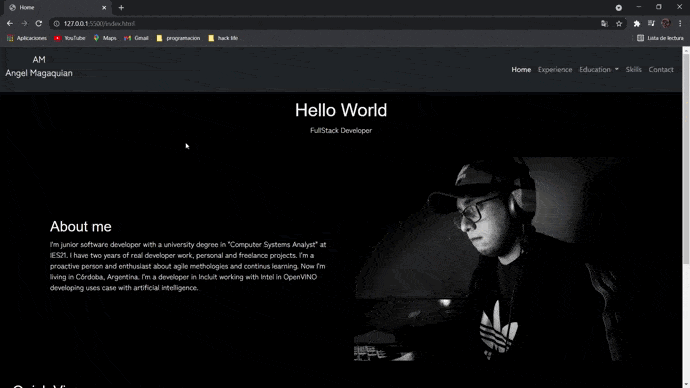 Home
127.0.0.1:5500/index.html
Aplicaciones YouTube Maps Gmail programación hack life Lista de lectura
AM
Angel Magaquian
Home Experience Education Skills Contact
Hello World
FullStack Developer
About me
I'm junior software developer with a university degree in "Computer Systems Analyst" at
IES21. I have two years of real developer work, personal and freelance projects. I'm a
proactive person and enthusiast about agile methologies and continus learning. Now I'm
living in Córdoba, Argentina. I'm a developer in Incluit working with Intel in OpenVINO
developing uses case with artificial intelligence.
adidas